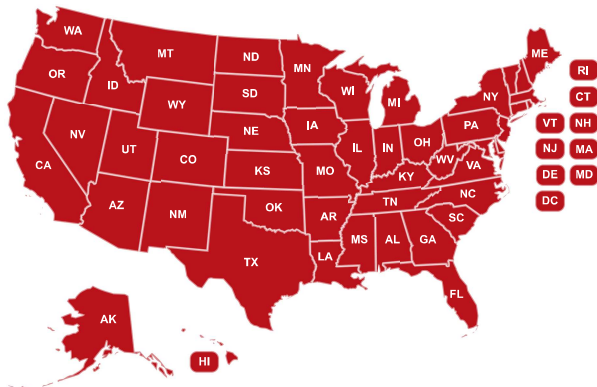 WA
OR
CA
NV
ID
MT
WY
UT
AZ
CO
NM
ND
SD
NE
KS
OK
TX
MN
IA
MO
AR
LA
WI
IL
MI
IN
OH
KY
TN
MS
AL
GA
FL
SC
NC
VA
WV
PA
NY
ME
RI
CT
VT NH
NJ MA
DE MD
DC
AK
HI